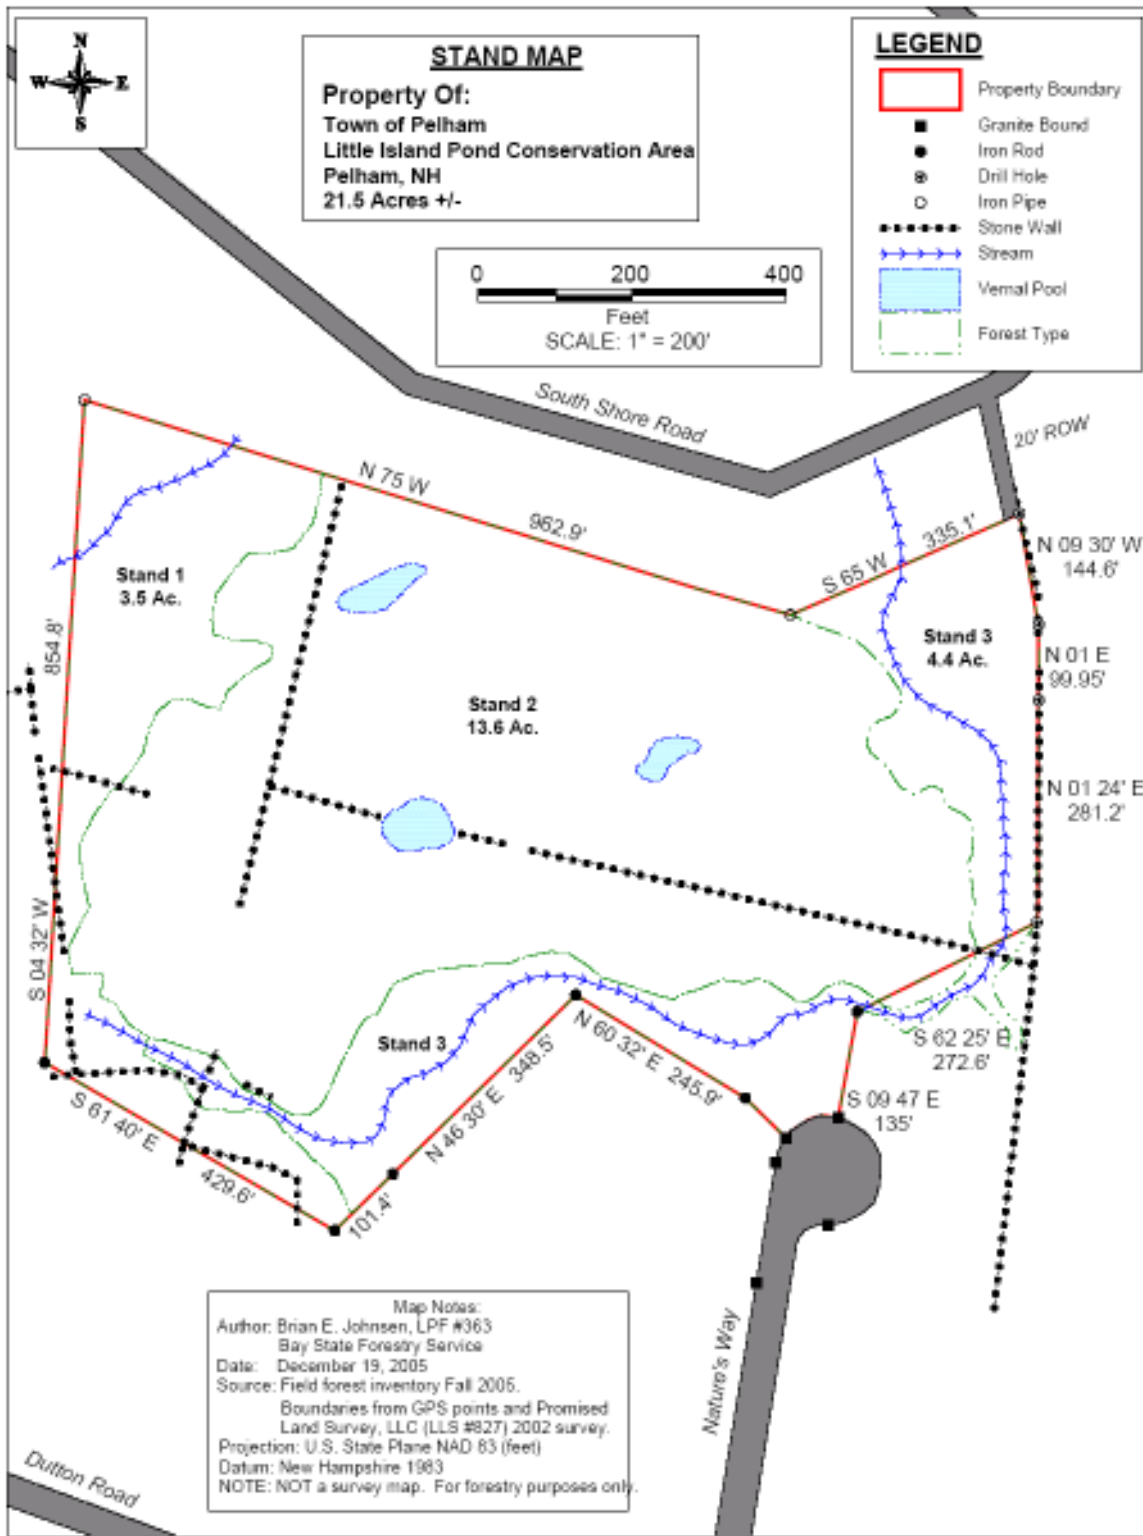 N
W E
S
STAND MAP
Property Of:
Town of Pelham
Little Island Pond Conservation Area
Pelham, NH
21.5 Acres +/-
LEGEND
Property Boundary
Granite Bound
Iron Rod
Drill Hole
Iron Pipe
Stone Wall
Stream
Vernal Pool
Forest Type
0 200 400
Feet
SCALE: 1" = 200'
South Shore Road
20' ROW
N 75 W
962.9'
S 65 W
335.1'
N 09 30' W
144.6'
Stand 1
3.5 Ac.
854.8'
Stand 3
4.4 Ac.
N 01 E
99.95'
Stand 2
13.6 Ac.
N 01 24' E
281.2'
S 04 32' W
Stand 3
N 60 32' E 245.9'
S 62 25' E
272.6'
N 46 30' E 348.5'
S 09 47 E
135'
S 61 40' E
429.6'
101.4'
Nature's Way
Map Notes:
Author: Brian E. Johnsen, LPF #363
Bay State Forestry Service
Date: December 19, 2005
Source: Field forest inventory Fall 2005.
Boundaries from GPS points and Promised
Land Survey, LLC (LLS #827) 2002 survey.
Projection: U.S. State Plane NAD 83 (feet)
Datum: New Hampshire 1983
NOTE: NOT a survey map. For forestry purposes only.
Dutton Road